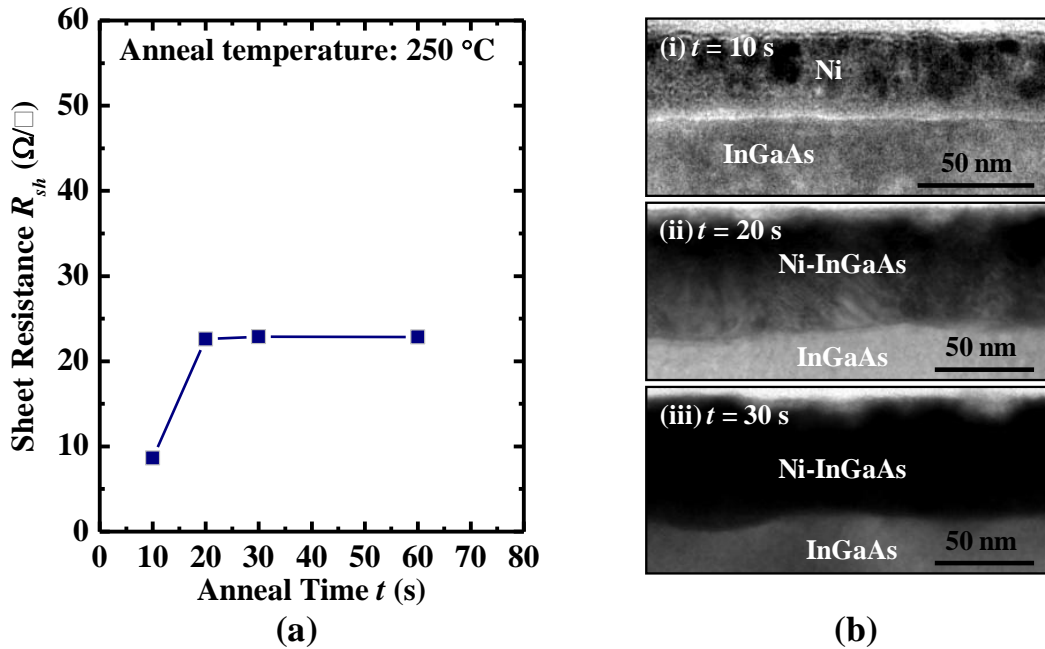 Anneal temperature: 250 °C
Sheet Resistance R_sh (Ω/□)
60
50
40
30
20
10
0
0 10 20 30 40 50 60 70 80
Anneal Time t (s)
(a)
(i) t = 10 s
Ni
InGaAs
50 nm
(ii) t = 20 s
Ni-InGaAs
InGaAs
50 nm
(iii) t = 30 s
Ni-InGaAs
InGaAs
50 nm
(b)